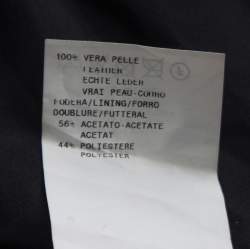 100% VERA PELLE
LEATHER
ECHTE LEDER
VRAI PEAU-CORRO
FODERA/LINING/FORRO
DOUBLURE/FUTTERAL
56% ACETATO-ACETATE
ACETAT
44% POLIESTERE
POLYESTER